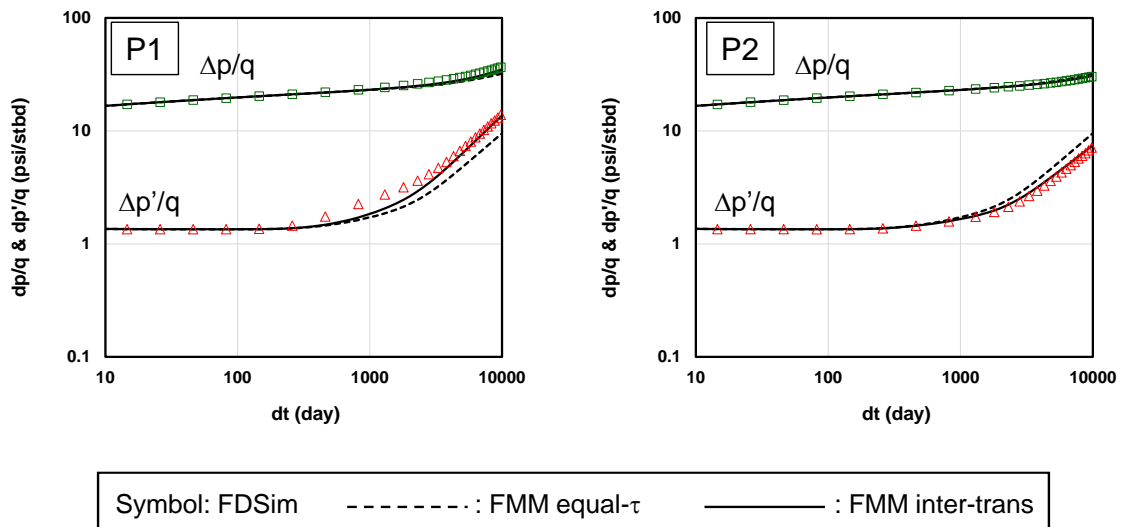 P1
Δp/q
Δp’/q
100
10
1
0.1
10
100
1000
10000
dt (day)
dp/q & dp’/q (psi/stbd)
P2
Δp/q
Δp’/q
100
10
1
0.1
10
100
1000
10000
dt (day)
dp/q & dp’/q (psi/stbd)
Symbol: FDSim : FMM equal-τ : FMM inter-trans